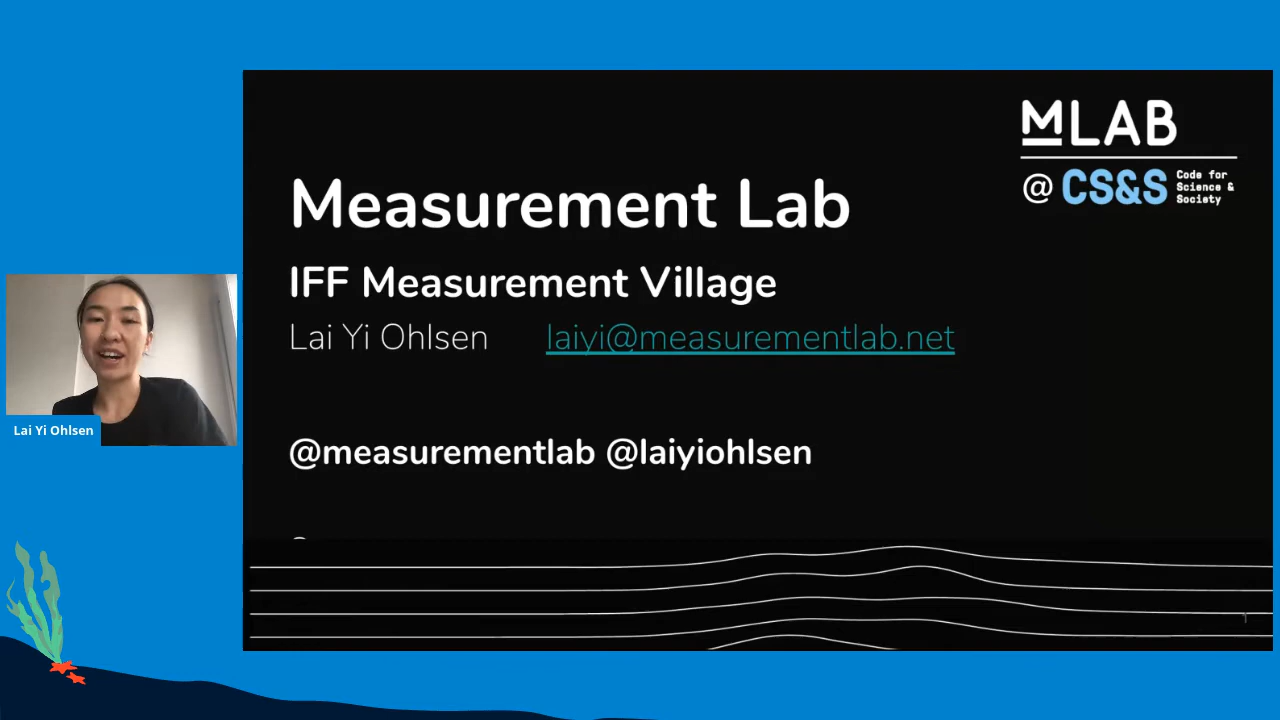 MLAB
@ CS&S Code for
Science &
Society
Measurement Lab
IFF Measurement Village
Lai Yi Ohlsen laiyi@measurementlab.net
Lai Yi Ohlsen
@measurementlab @laiyiohlsen
1